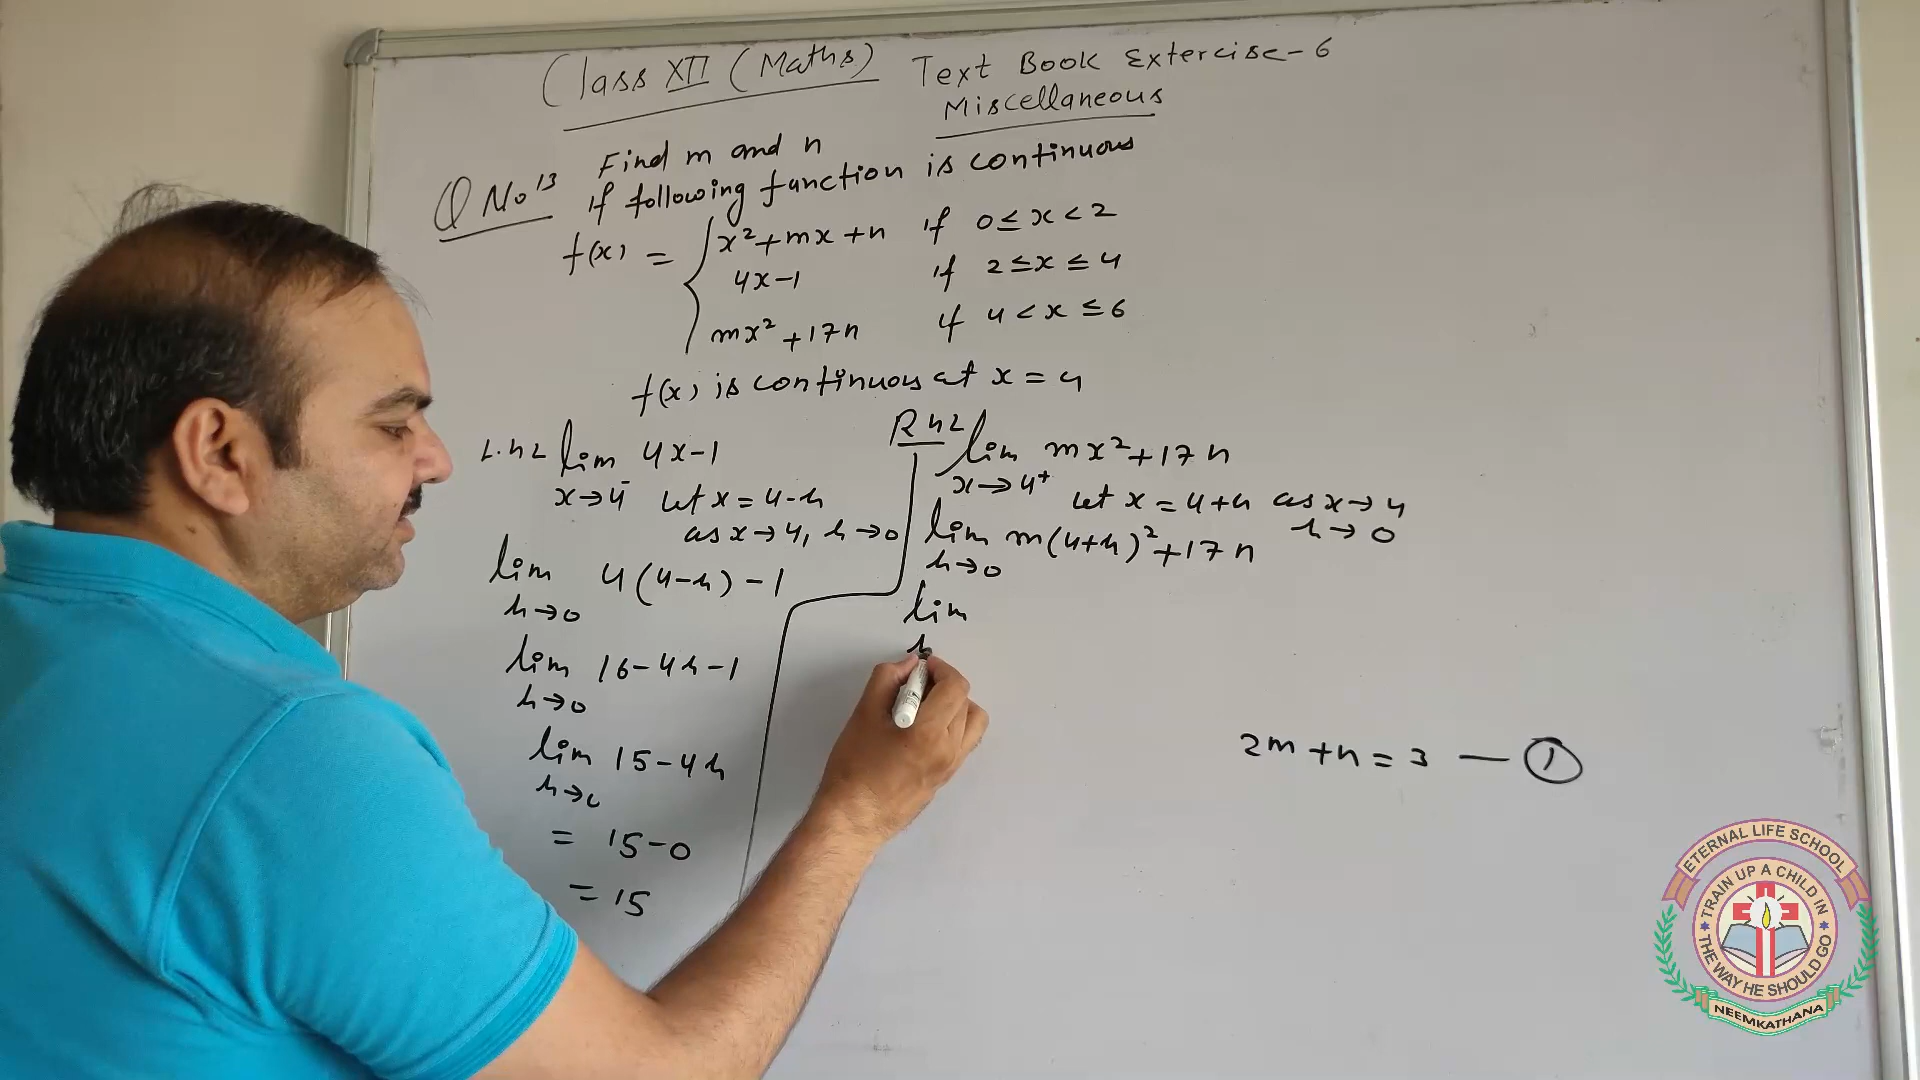 Class XII (Maths) Text Book Extercise-6
Miscellaneous
Q No 13 Find m and n
if following function is continuous
f(x) = { x²+mx+n if 0≤x<2
4x-1 if 2≤x≤4
mx²+17n if 4<x≤6
f(x) is continuous at x=4
L.h.L lim 4x-1
x→4⁻ let x=4-h
as x→4, h→0
lim 4(4-h)-1
h→0
lim 16-4h-1
h→0
lim 15-4h
h→0
= 15-0
= 15
RhL lim mx²+17n
x→4⁺ let x=4+h as x→4
h→0
lim m(4+h)²+17n
h→0
lim
h
2m+n=3 — ①
ETERNAL LIFE SCHOOL
TRAIN UP A CHILD IN
THE WAY HE SHOULD GO
NEEMKATHANA